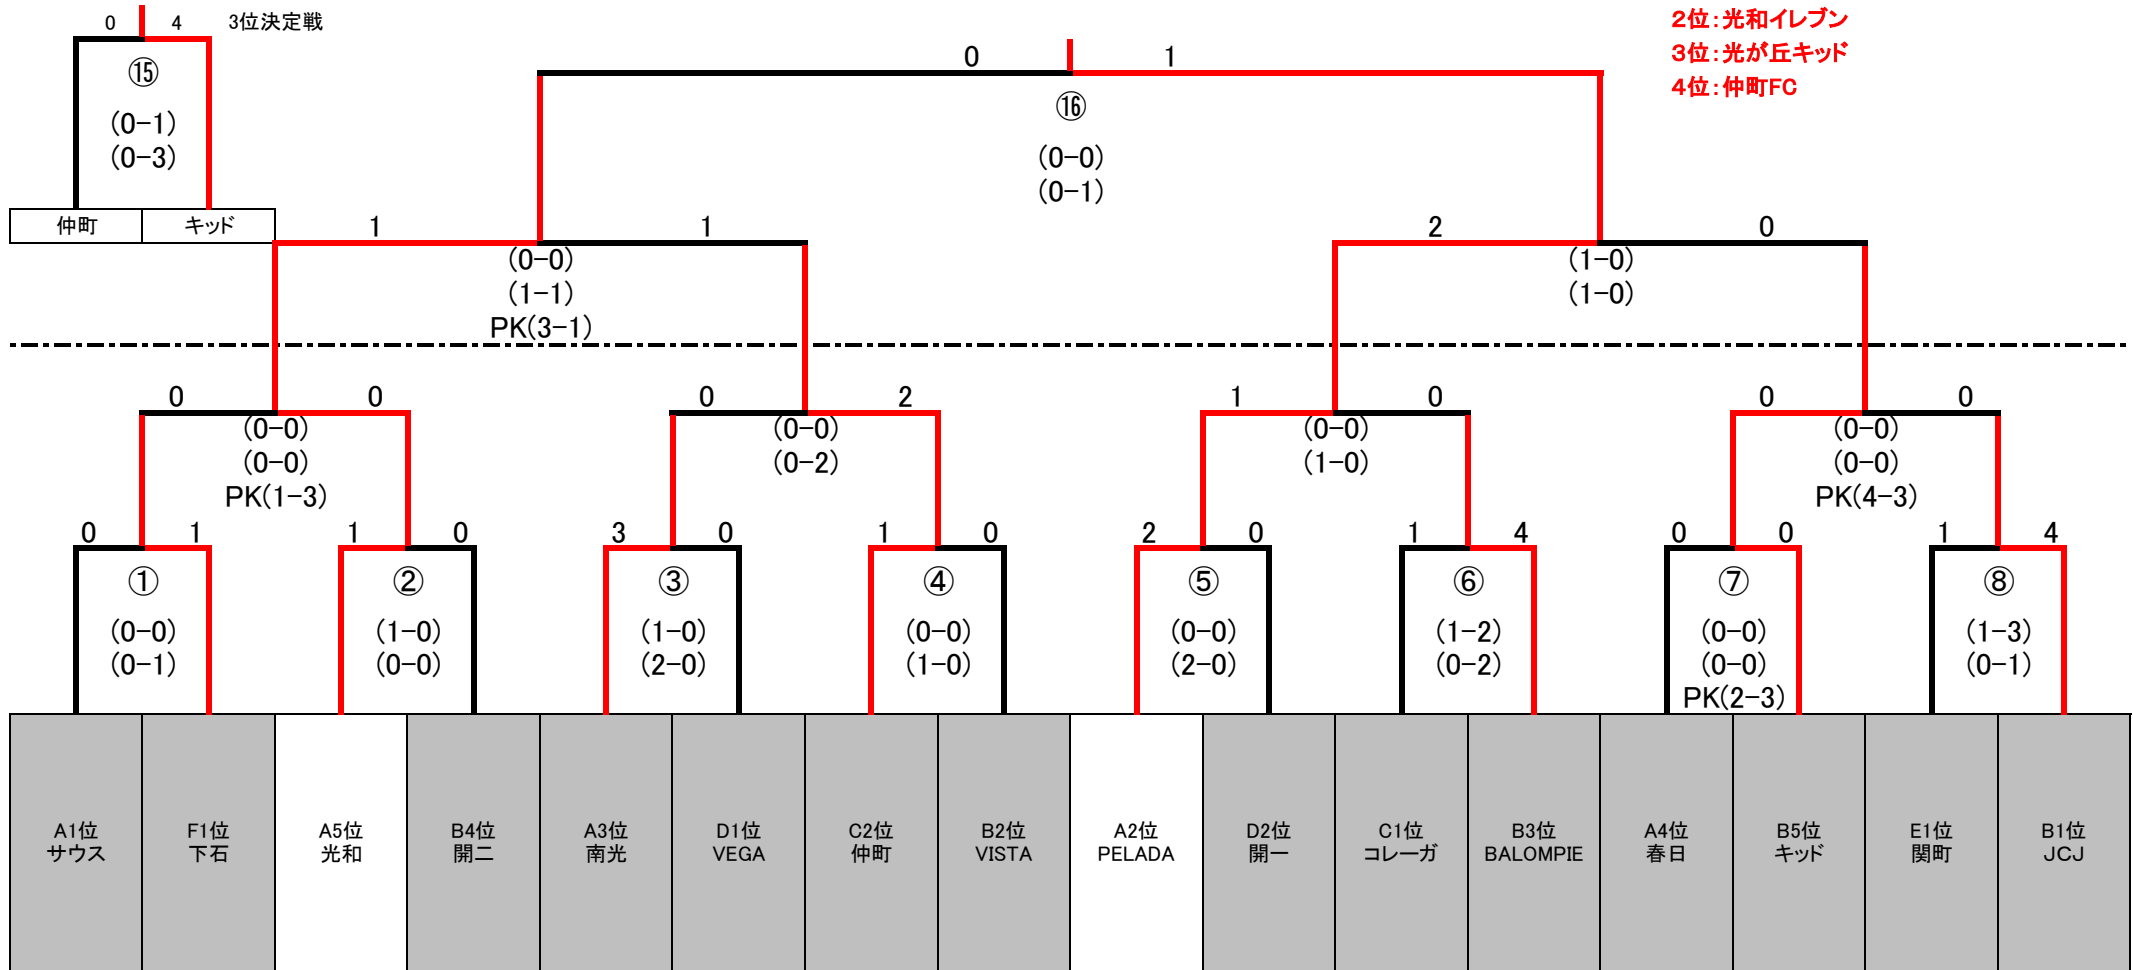 0 4 3位決定戦
2位：光和イレブン
3位：光が丘キッド
4位：仲町FC
0 1
⑮
(0-1)
(0-3)
⑯
(0-0)
(0-1)
仲町 キッド
1 1
(0-0)
(1-1)
PK(3-1)
2 0
(1-0)
(1-0)
0 0
(0-0)
(0-0)
PK(1-3)
0 2
(0-0)
(0-2)
1 0
(0-0)
(1-0)
0 0
(0-0)
(0-0)
PK(4-3)
0 1
①
(0-0)
(0-1)
1 0
②
(1-0)
(0-0)
3 0
③
(1-0)
(2-0)
1 0
④
(0-0)
(1-0)
2 0
⑤
(0-0)
(2-0)
1 4
⑥
(1-2)
(0-2)
0 0
⑦
(0-0)
(0-0)
PK(2-3)
1 4
⑧
(1-3)
(0-1)
A1位
サウス
F1位
下石
A5位
光和
B4位
開二
A3位
南光
D1位
VEGA
C2位
仲町
B2位
VISTA
A2位
PELADA
D2位
開一
C1位
コレーガ
B3位
BALOMPIE
A4位
春日
B5位
キッド
E1位
関町
B1位
JCJ